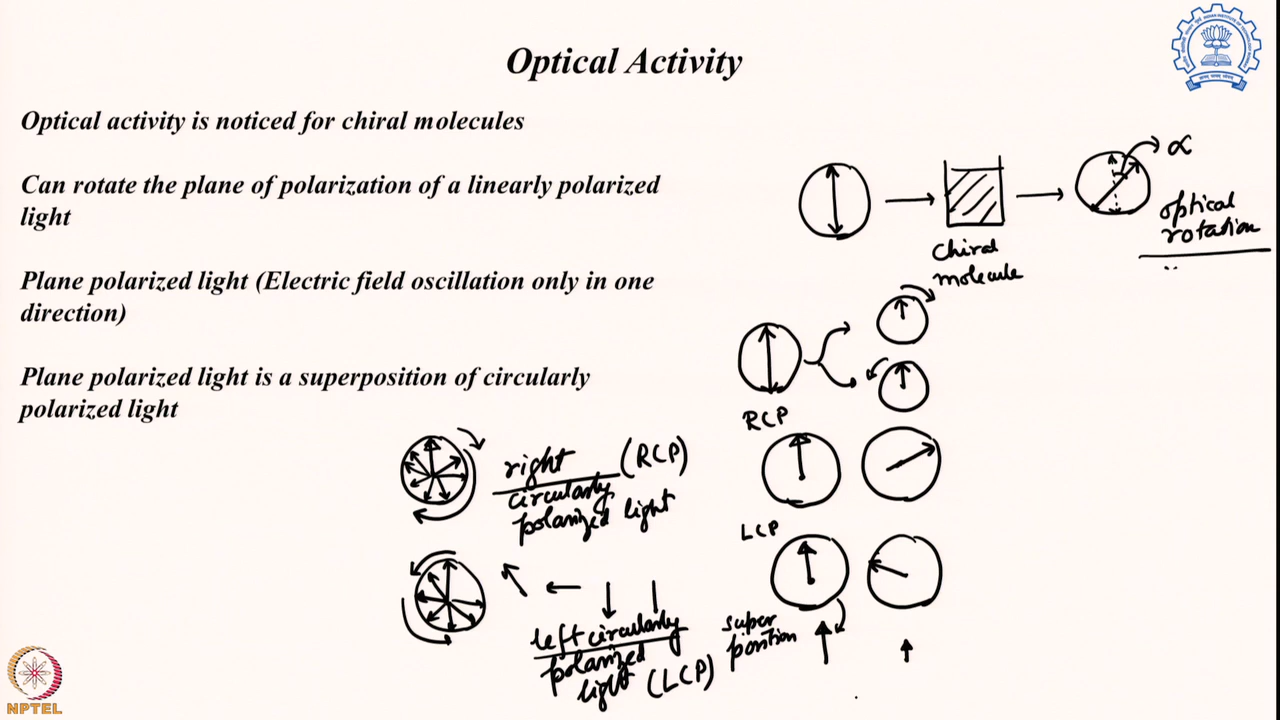 Optical Activity
Optical activity is noticed for chiral molecules
Can rotate the plane of polarization of a linearly polarized
light
Plane polarized light (Electric field oscillation only in one
direction)
Plane polarized light is a superposition of circularly
polarized light
α
optical
rotation
chiral
molecule
RCP
LCP
super
position
right (RCP)
circularly
polarized light
left circularly
polarized
light (LCP)
NPTEL